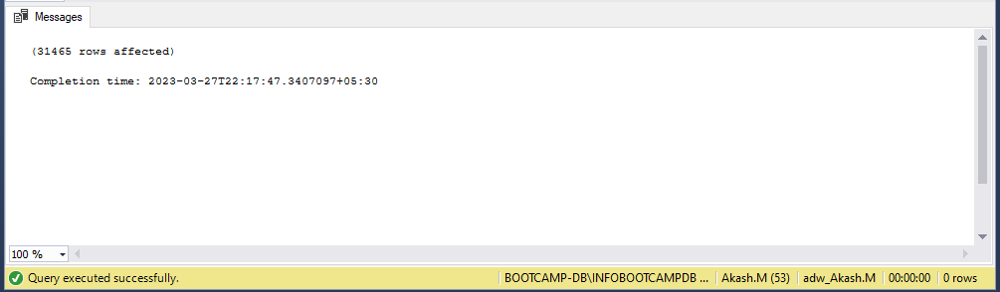 Messages
(31465 rows affected)
Completion time: 2023-03-27T22:17:47.3407097+05:30
100 %
Query executed successfully.
BOOTCAMP-DB\INFOBOOTCAMPDB ...
Akash.M (53)
adw_Akash.M
00:00:00
0 rows